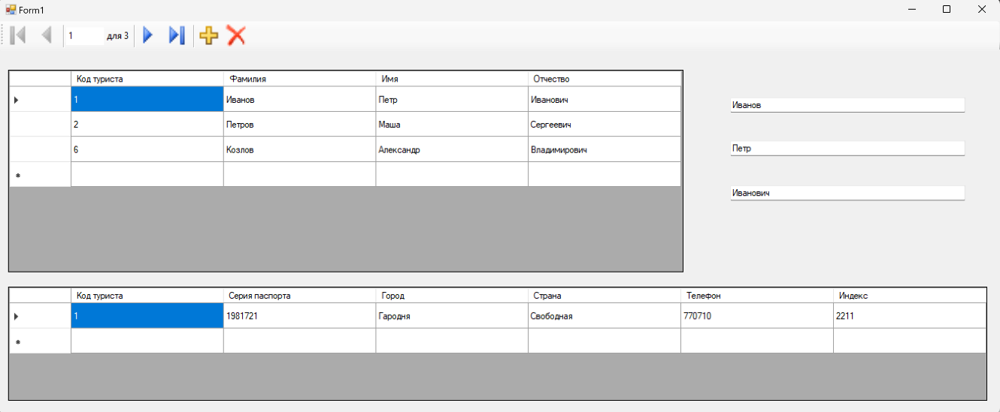 Form1
1 для 3
Код туриста Фамилия Имя Отчество
1 Иванов Петр Иванович
2 Петров Маша Сергеевич
6 Козлов Александр Владимирович
Иванов
Петр
Иванович
Код туриста Серия паспорта Город Страна Телефон Индекс
1 1981721 Гародня Свободная 770710 2211